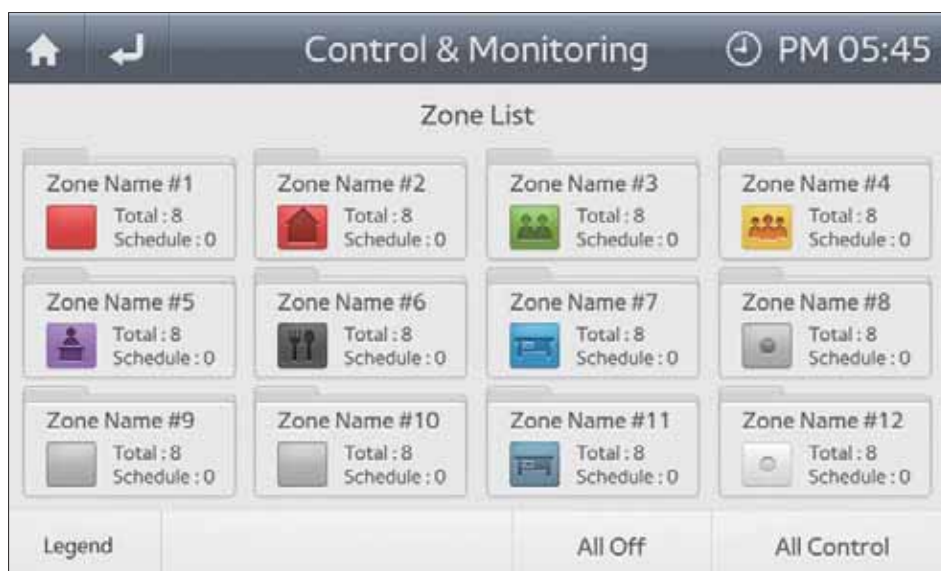 Control & Monitoring PM 05:45
Zone List
Zone Name #1
Total : 8
Schedule : 0
Zone Name #2
Total : 8
Schedule : 0
Zone Name #3
Total : 8
Schedule : 0
Zone Name #4
Total : 8
Schedule : 0
Zone Name #5
Total : 8
Schedule : 0
Zone Name #6
Total : 8
Schedule : 0
Zone Name #7
Total : 8
Schedule : 0
Zone Name #8
Total : 8
Schedule : 0
Zone Name #9
Total : 8
Schedule : 0
Zone Name #10
Total : 8
Schedule : 0
Zone Name #11
Total : 8
Schedule : 0
Zone Name #12
Total : 8
Schedule : 0
Legend All Off All Control